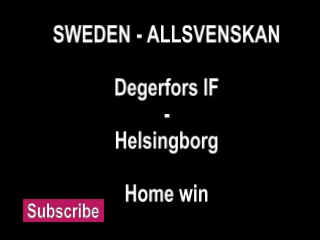 SWEDEN - ALLSVENSKAN
Degerfors IF
-
Helsingborg
Home win
Subscribe